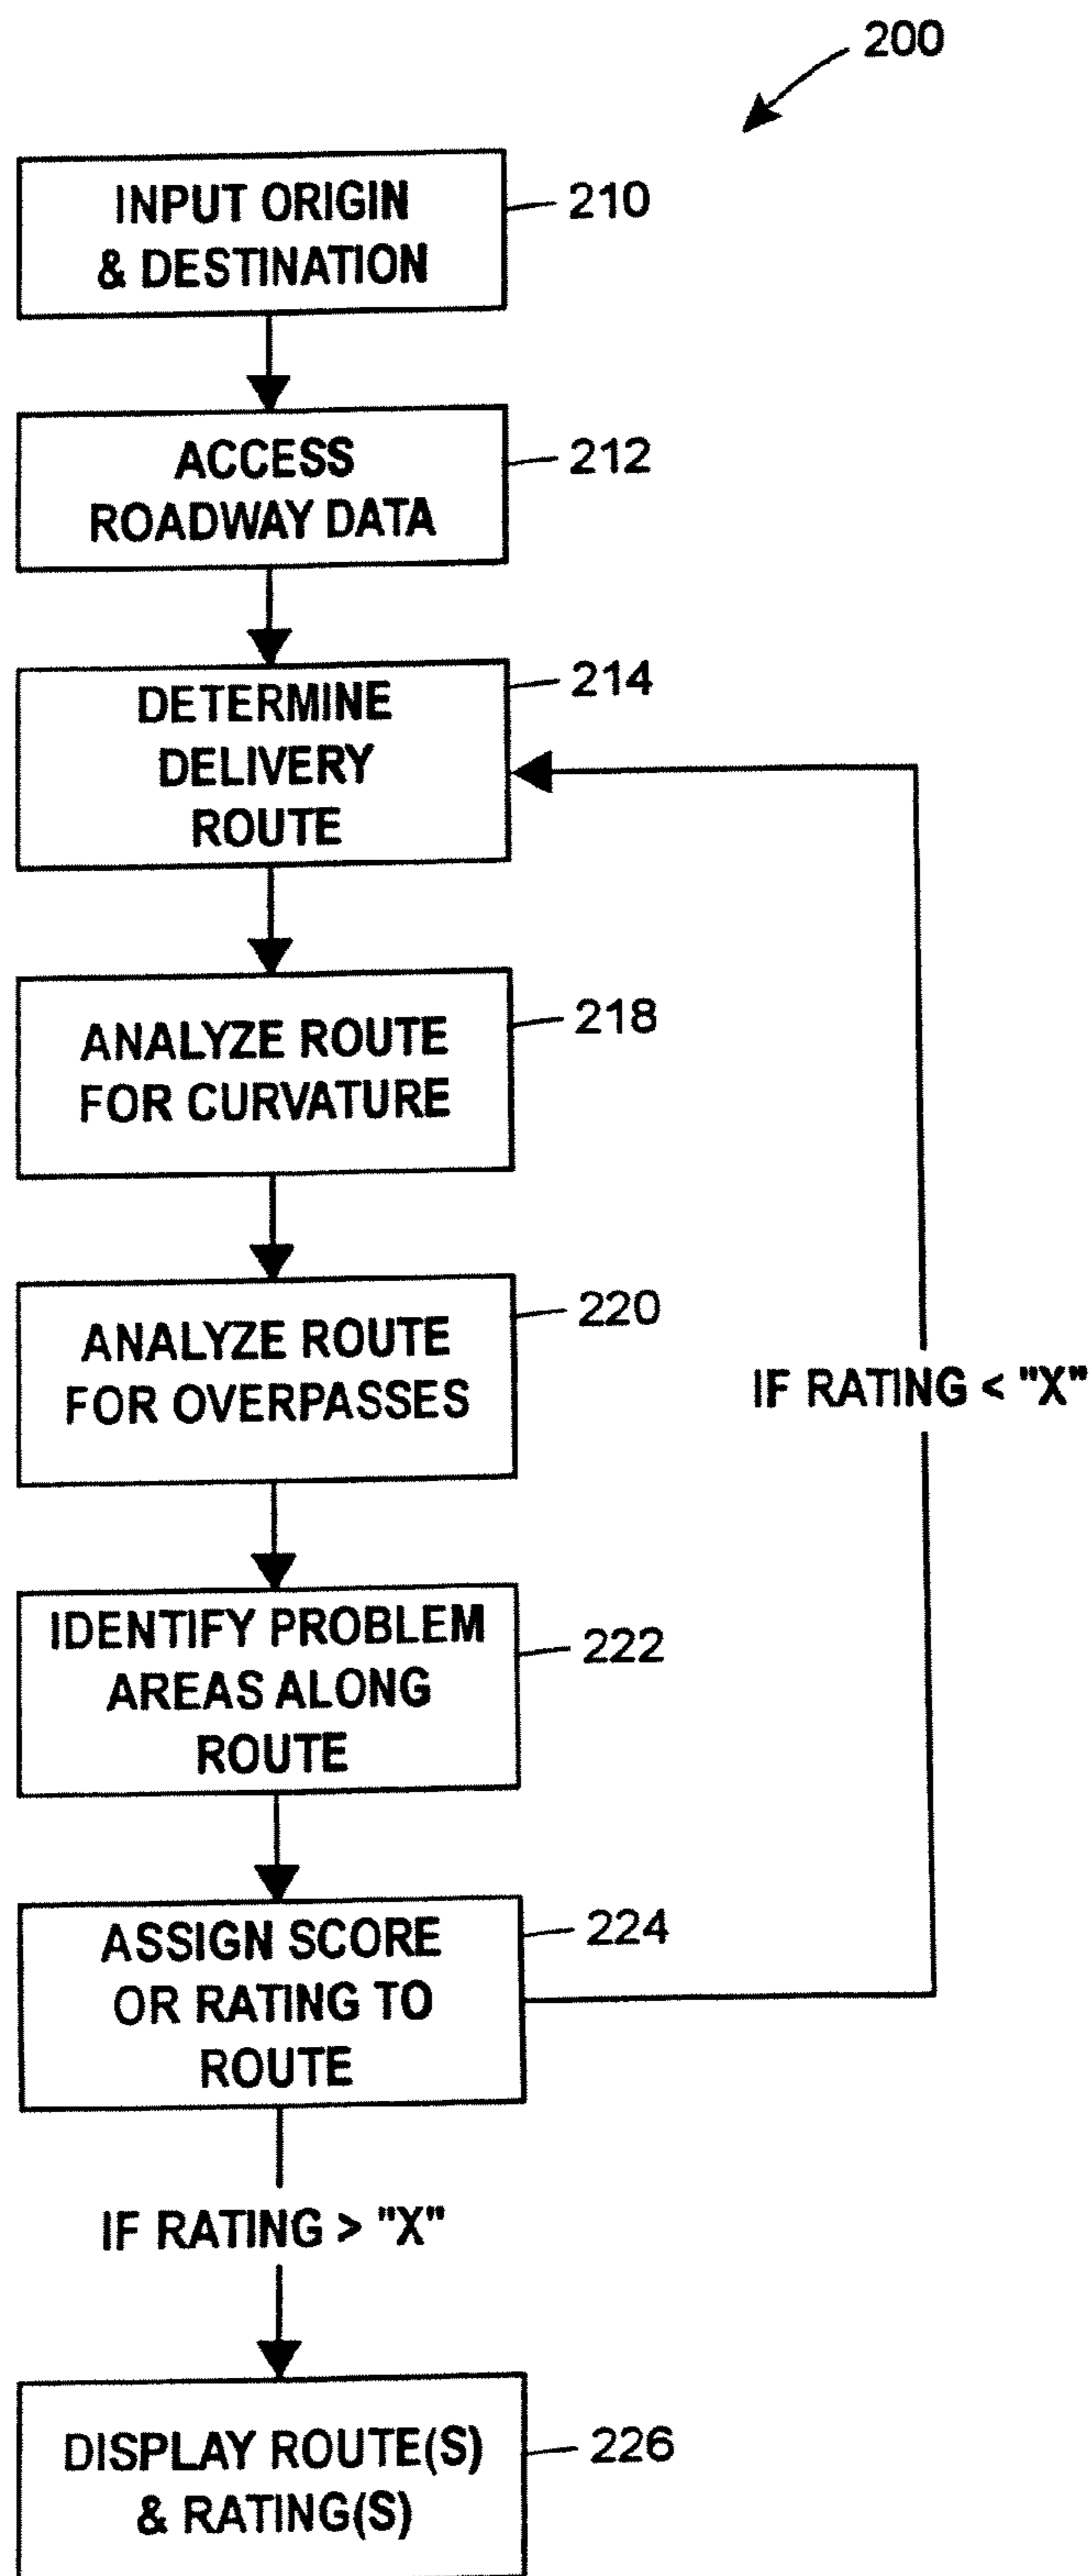 200
INPUT ORIGIN
& DESTINATION
210
ACCESS
ROADWAY DATA
212
DETERMINE
DELIVERY
ROUTE
214
ANALYZE ROUTE
FOR CURVATURE
218
ANALYZE ROUTE
FOR OVERPASSES
220
IF RATING < "X"
IDENTIFY PROBLEM
AREAS ALONG
ROUTE
222
ASSIGN SCORE
OR RATING TO
ROUTE
224
IF RATING > "X"
DISPLAY ROUTE(S)
& RATING(S)
226